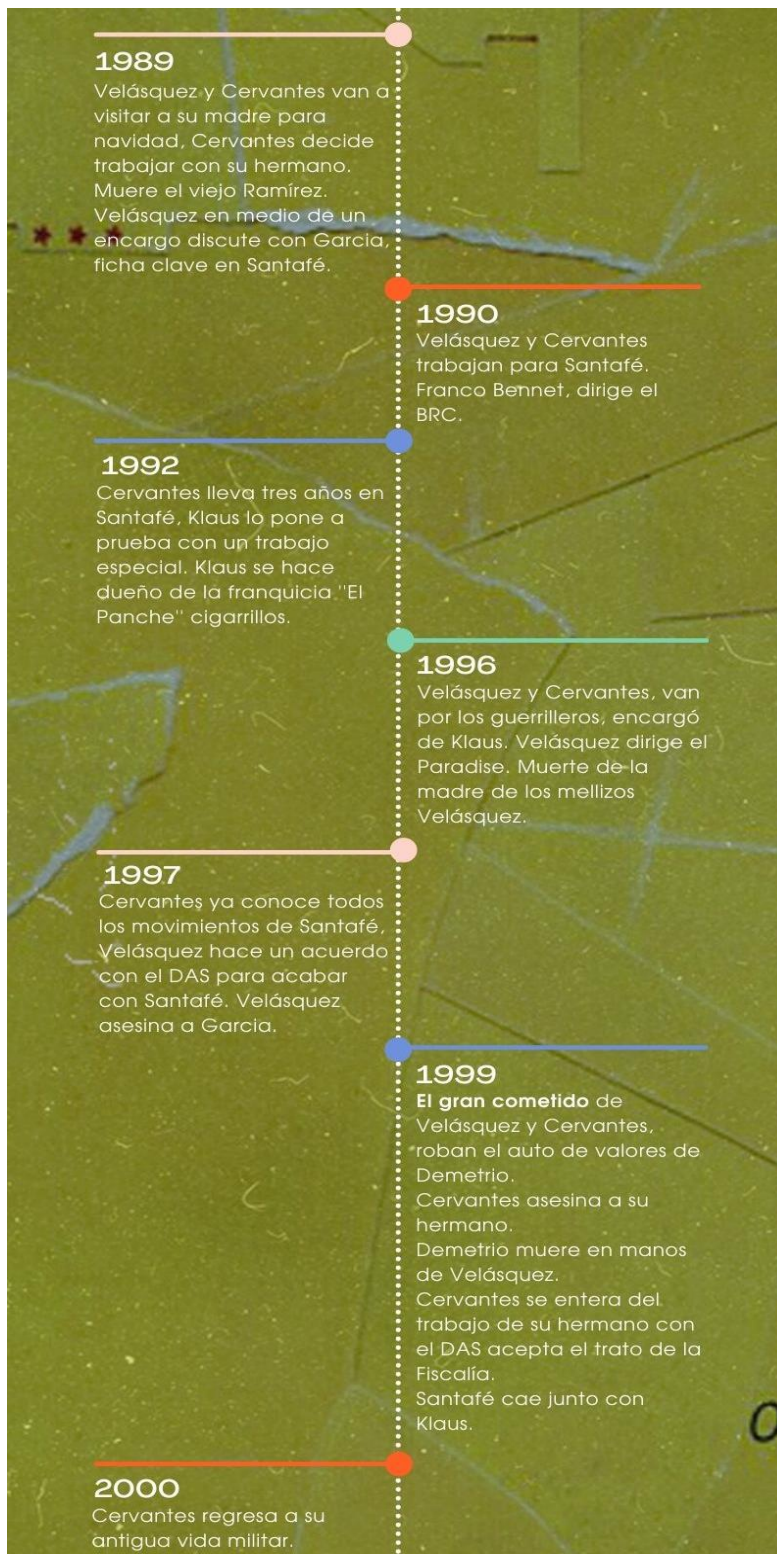 1989
Velásquez y Cervantes van a
visitar a su madre para
navidad, Cervantes decide
trabajar con su hermano.
Muere el viejo Ramírez.
Velásquez en medio de un
encargo discute con Garcia,
ficha clave en Santafé.
1990
Velásquez y Cervantes
trabajan para Santafé.
Franco Bennet, dirige el
BRC.
1992
Cervantes lleva tres años en
Santafé, Klaus lo pone a
prueba con un trabajo
especial. Klaus se hace
dueño de la franquicia "El
Panche" cigarrillos.
1996
Velásquez y Cervantes, van
por los guerrilleros, encargó
de Klaus. Velásquez dirige el
Paradise. Muerte de la
madre de los mellizos
Velásquez.
1997
Cervantes ya conoce todos
los movimientos de Santafé,
Velásquez hace un acuerdo
con el DAS para acabar
con Santafé. Velásquez
asesina a Garcia.
1999
El gran cometido de
Velásquez y Cervantes,
roban el auto de valores de
Demetrio.
Cervantes asesina a su
hermano.
Demetrio muere en manos
de Velásquez.
Cervantes se entera del
trabajo de su hermano con
el DAS acepta el trato de la
Fiscalía.
Santafé cae junto con
Klaus.
2000
Cervantes regresa a su
antigua vida militar.